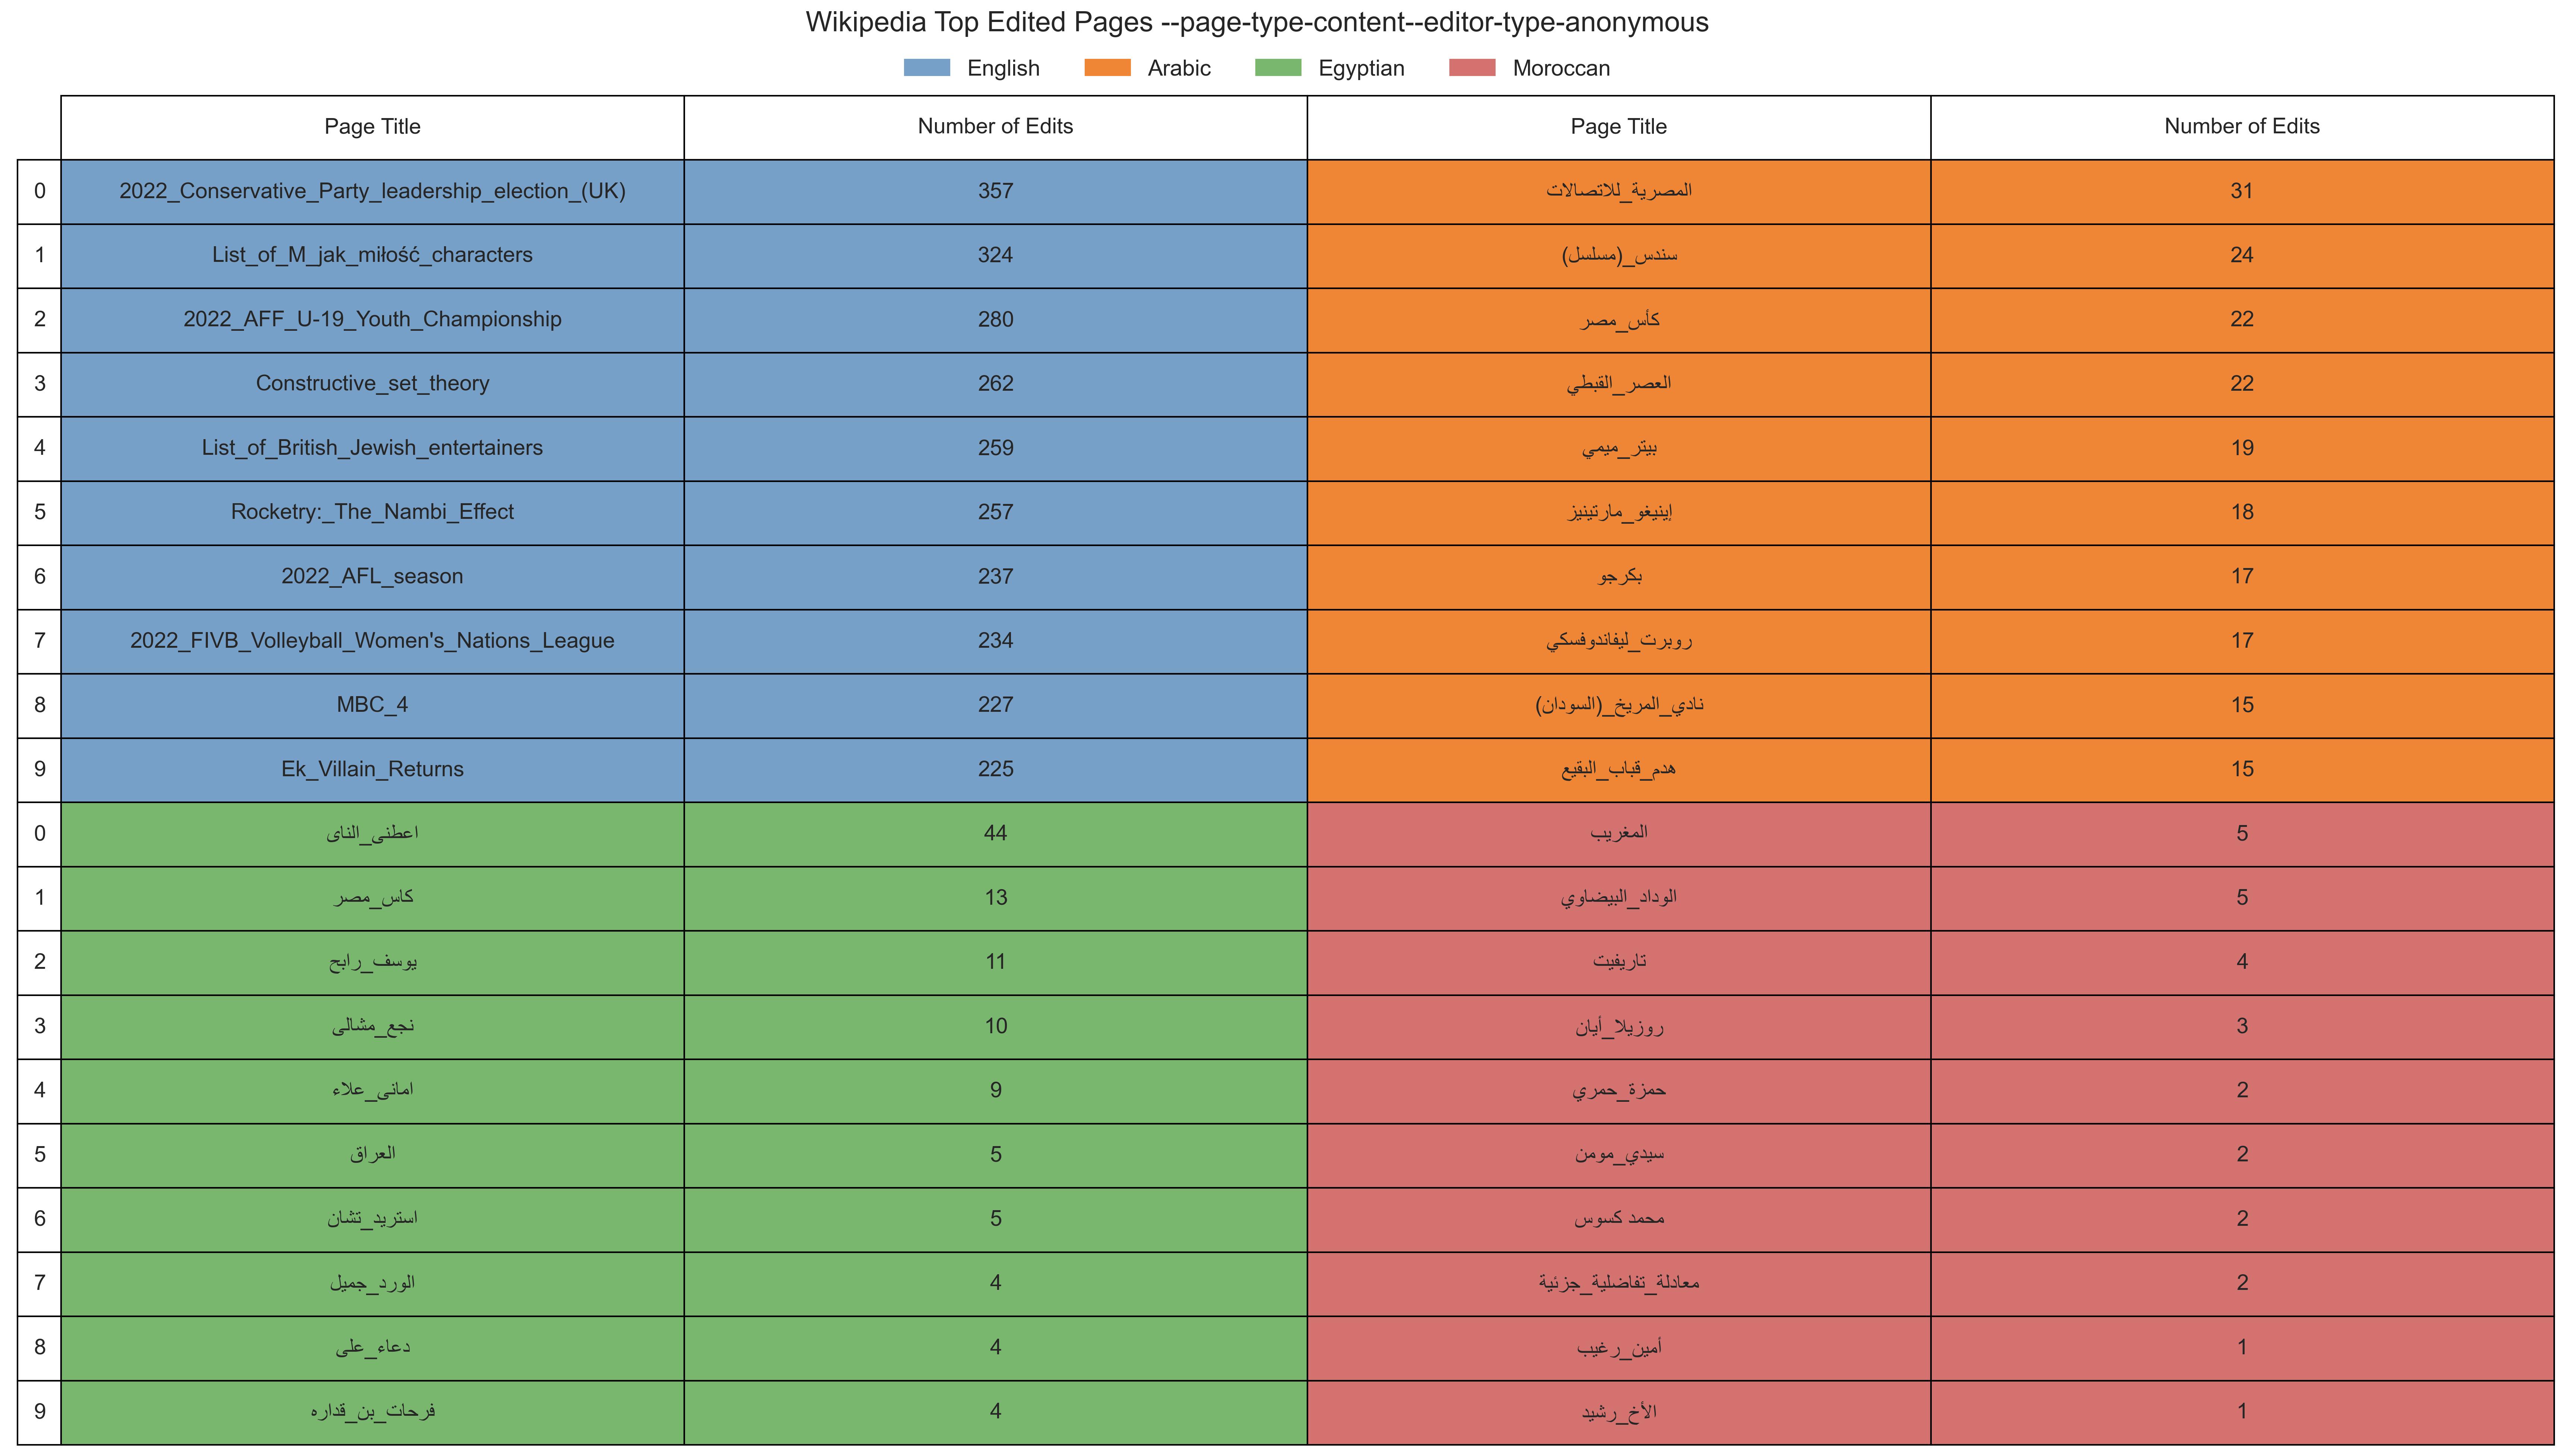 Wikipedia Top Edited Pages --page-type-content--editor-type-anonymous
English Arabic Egyptian Moroccan
Page Title Number of Edits Page Title Number of Edits
0 2022_Conservative_Party_leadership_election_(UK) 357 المصرية_للاتصالات 31
1 List_of_M_jak_miłość_characters 324 سندس_(مسلسل) 24
2 2022_AFF_U-19_Youth_Championship 280 كأس_مصر 22
3 Constructive_set_theory 262 العصر_القبطي 22
4 List_of_British_Jewish_entertainers 259 بيتر_ميمي 19
5 Rocketry:_The_Nambi_Effect 257 إينيغو_مارتينيز 18
6 2022_AFL_season 237 بكرجو 17
7 2022_FIVB_Volleyball_Women's_Nations_League 234 روبرت_ليفاندوفسكي 17
8 MBC_4 227 نادي_المريخ_(السودان) 15
9 Ek_Villain_Returns 225 هدم_قباب_البقيع 15
0 اعطنى_الناى 44 المغريب 5
1 كاس_مصر 13 الوداد_البيضاوي 5
2 يوسف_رابح 11 تاريفيت 4
3 نجع_مشالى 10 روزيلا_أيان 3
4 امانى_علاء 9 حمزة_حمري 2
5 العراق 5 سيدي_مومن 2
6 استريد_تشان 5 محمد كسوس 2
7 الورد_جميل 4 معادلة_تفاضلية_جزئية 2
8 دعاء_على 4 أمين_رغيب 1
9 فرحات_بن_قداره 4 الأخ_رشيد 1